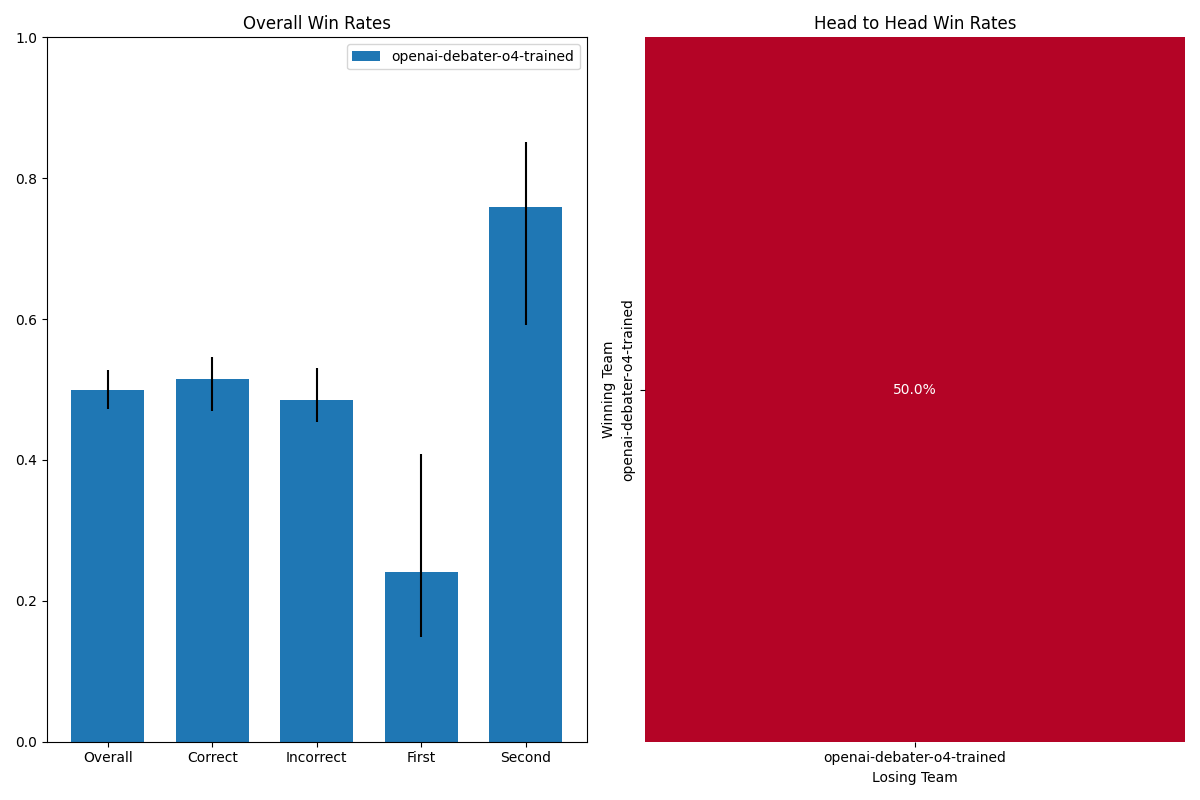 Overall Win Rates
1.0
0.8
0.6
0.4
0.2
0.0
openai-debater-o4-trained
Overall Correct Incorrect First Second
Head to Head Win Rates
Winning Team
openai-debater-o4-trained
50.0%
openai-debater-o4-trained
Losing Team